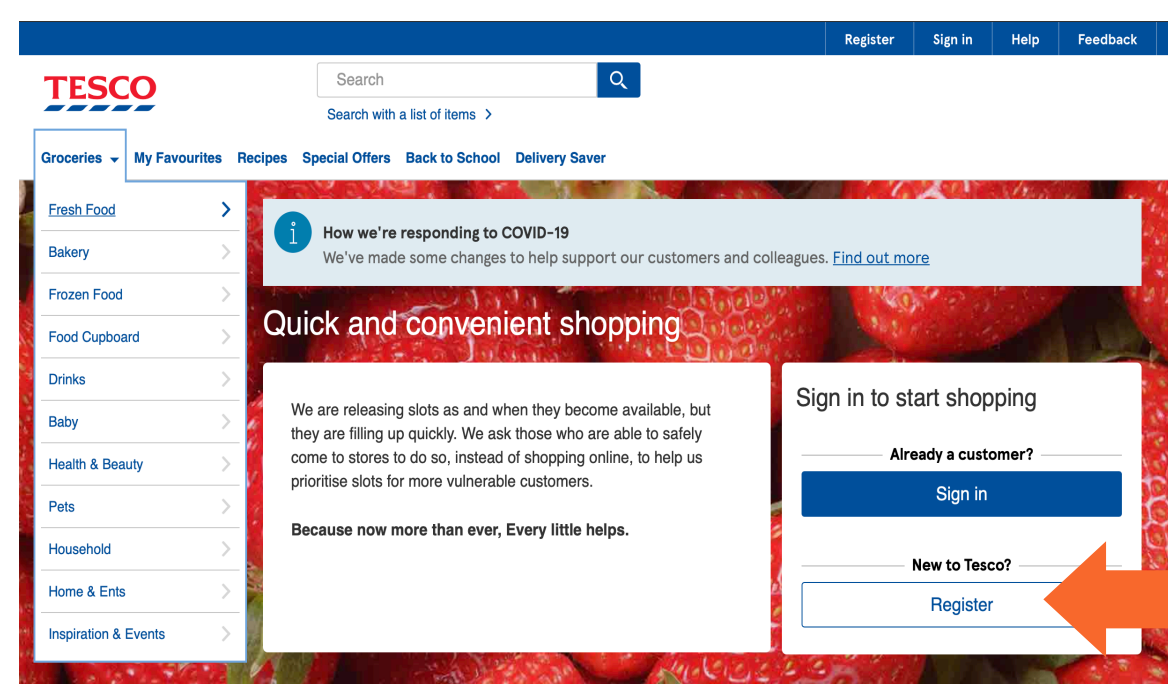 Register Sign in Help Feedback
TESCO
Search
Search with a list of items >
Groceries My Favourites Recipes Special Offers Back to School Delivery Saver
Fresh Food
Bakery
Frozen Food
Food Cupboard
Drinks
Baby
Health & Beauty
Pets
Household
Home & Ents
Inspiration & Events
i
How we're responding to COVID-19
We've made some changes to help support our customers and colleagues. Find out more
Quick and convenient shopping
We are releasing slots as and when they become available, but
they are filling up quickly. We ask those who are able to safely
come to stores to do so, instead of shopping online, to help us
prioritise slots for more vulnerable customers.
Because now more than ever, Every little helps.
Sign in to start shopping
Already a customer?
Sign in
New to Tesco?
Register